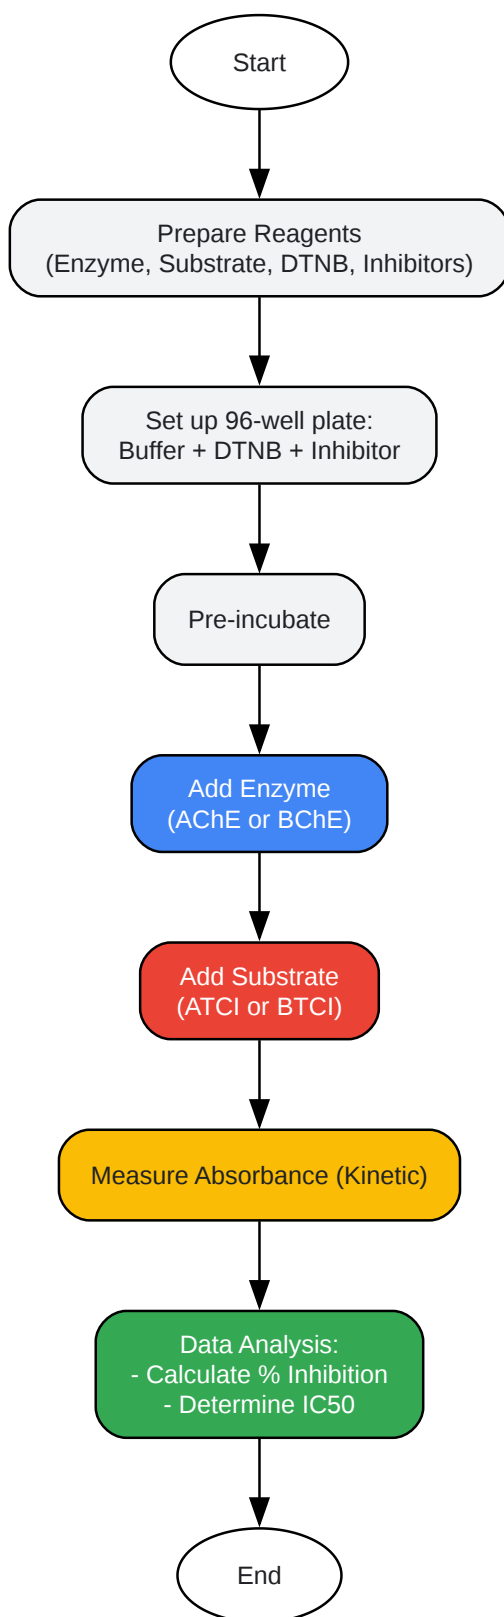 Start
Prepare Reagents
(Enzyme, Substrate, DTNB, Inhibitors)
Set up 96-well plate:
Buffer + DTNB + Inhibitor
Pre-incubate
Add Enzyme
(AChE or BChE)
Add Substrate
(ATCI or BTCI)
Measure Absorbance (Kinetic)
Data Analysis:
- Calculate % Inhibition
- Determine IC50
End